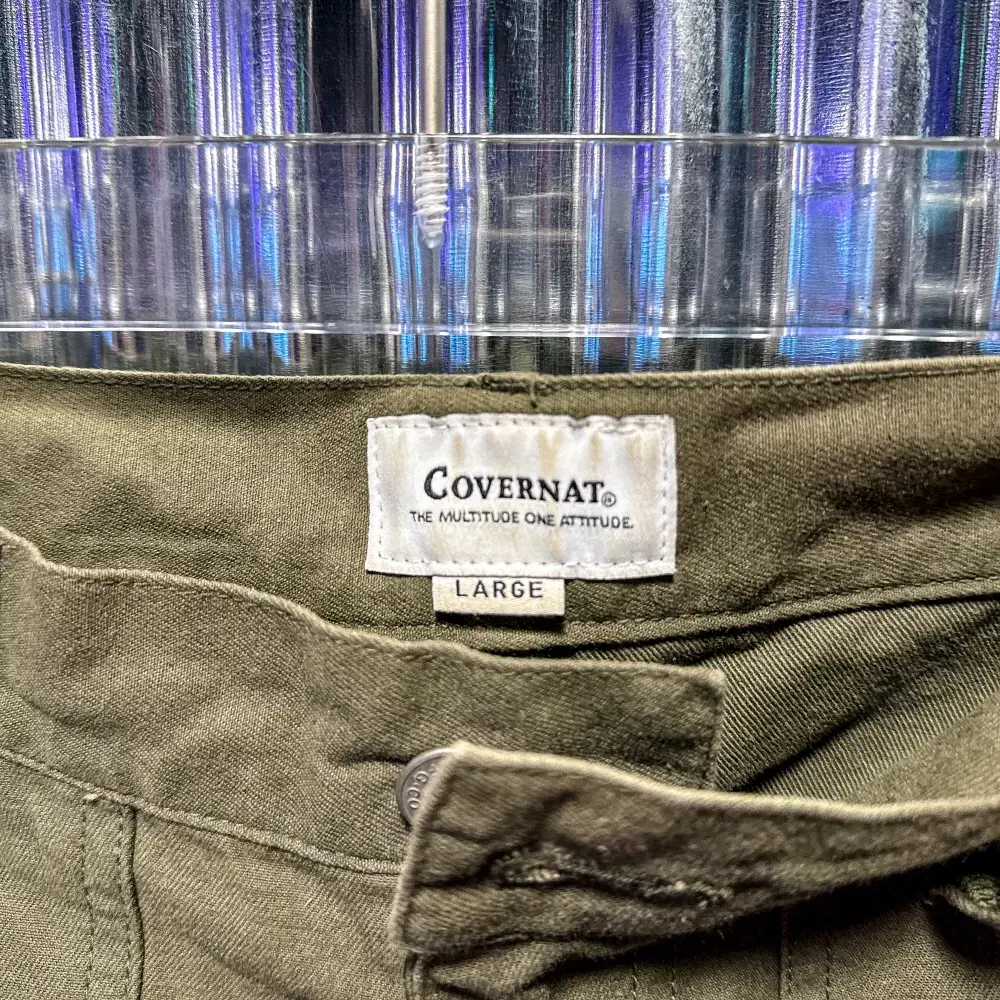 COVERNAT®
THE MULTITUDE ONE ATTITUDE.
LARGE